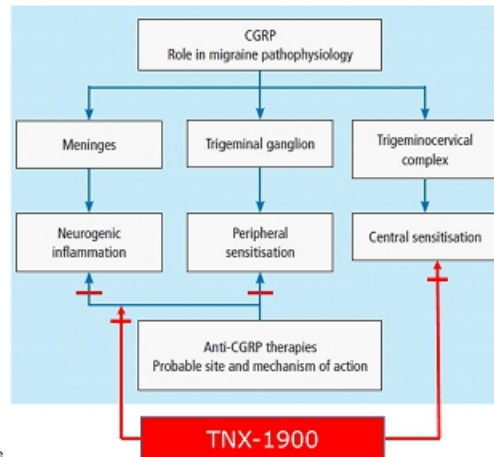 CGRP
Role in migraine pathophysiology
Meninges
Trigeminal ganglion
Trigeminocervical
complex
Neurogenic
inflammation
Peripheral
sensitisation
Central sensitisation
Anti-CGRP therapies
Probable site and mechanism of action
TNX-1900